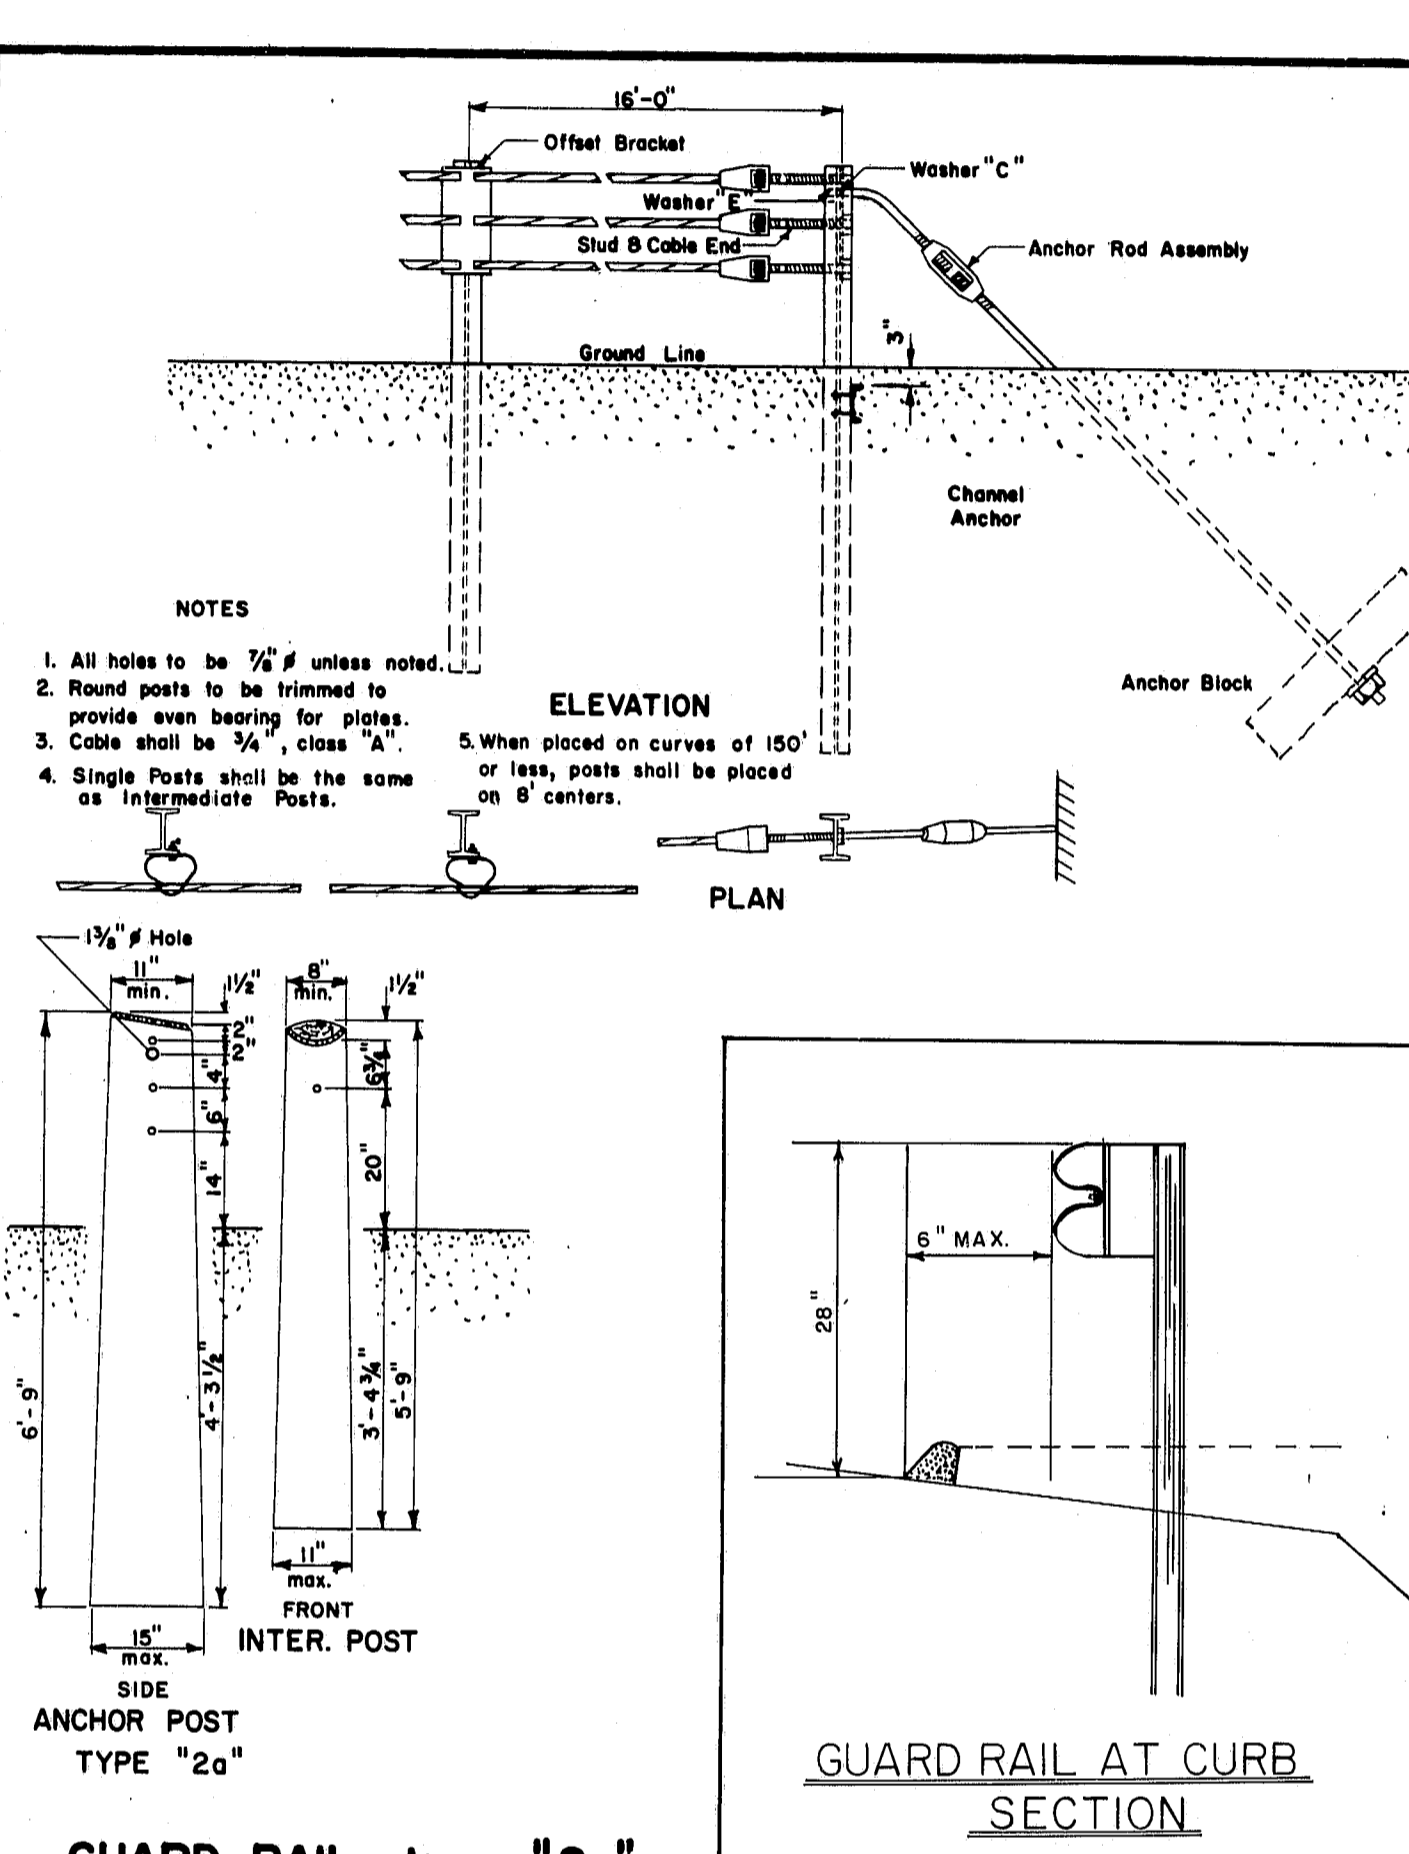 16'-0"
Offset Bracket
Washer "C"
Washer "E"
Stud & Cable End
Anchor Rod Assembly
3"
Ground Line
Channel
Anchor
Anchor Block
NOTES
1. All holes to be 7/8" ø unless noted.
2. Round posts to be trimmed to
provide even bearing for plates.
3. Cable shall be 3/4", class "A".
4. Single Posts shall be the same
as Intermediate Posts.
ELEVATION
5. When placed on curves of 150'
or less, posts shall be placed
on 8' centers.
PLAN
1 3/8" ø Hole
11"
min.
1 1/2"
2"
2"
4"
6"
14"
6'-9"
4'-3 1/2"
15"
max.
SIDE
ANCHOR POST
TYPE "2a"
8"
min.
1 1/2"
6 3/4"
20"
3'-4 3/4"
5'-9"
11"
max.
FRONT
INTER. POST
6" MAX.
28"
GUARD RAIL AT CURB
SECTION
GUARD RAIL